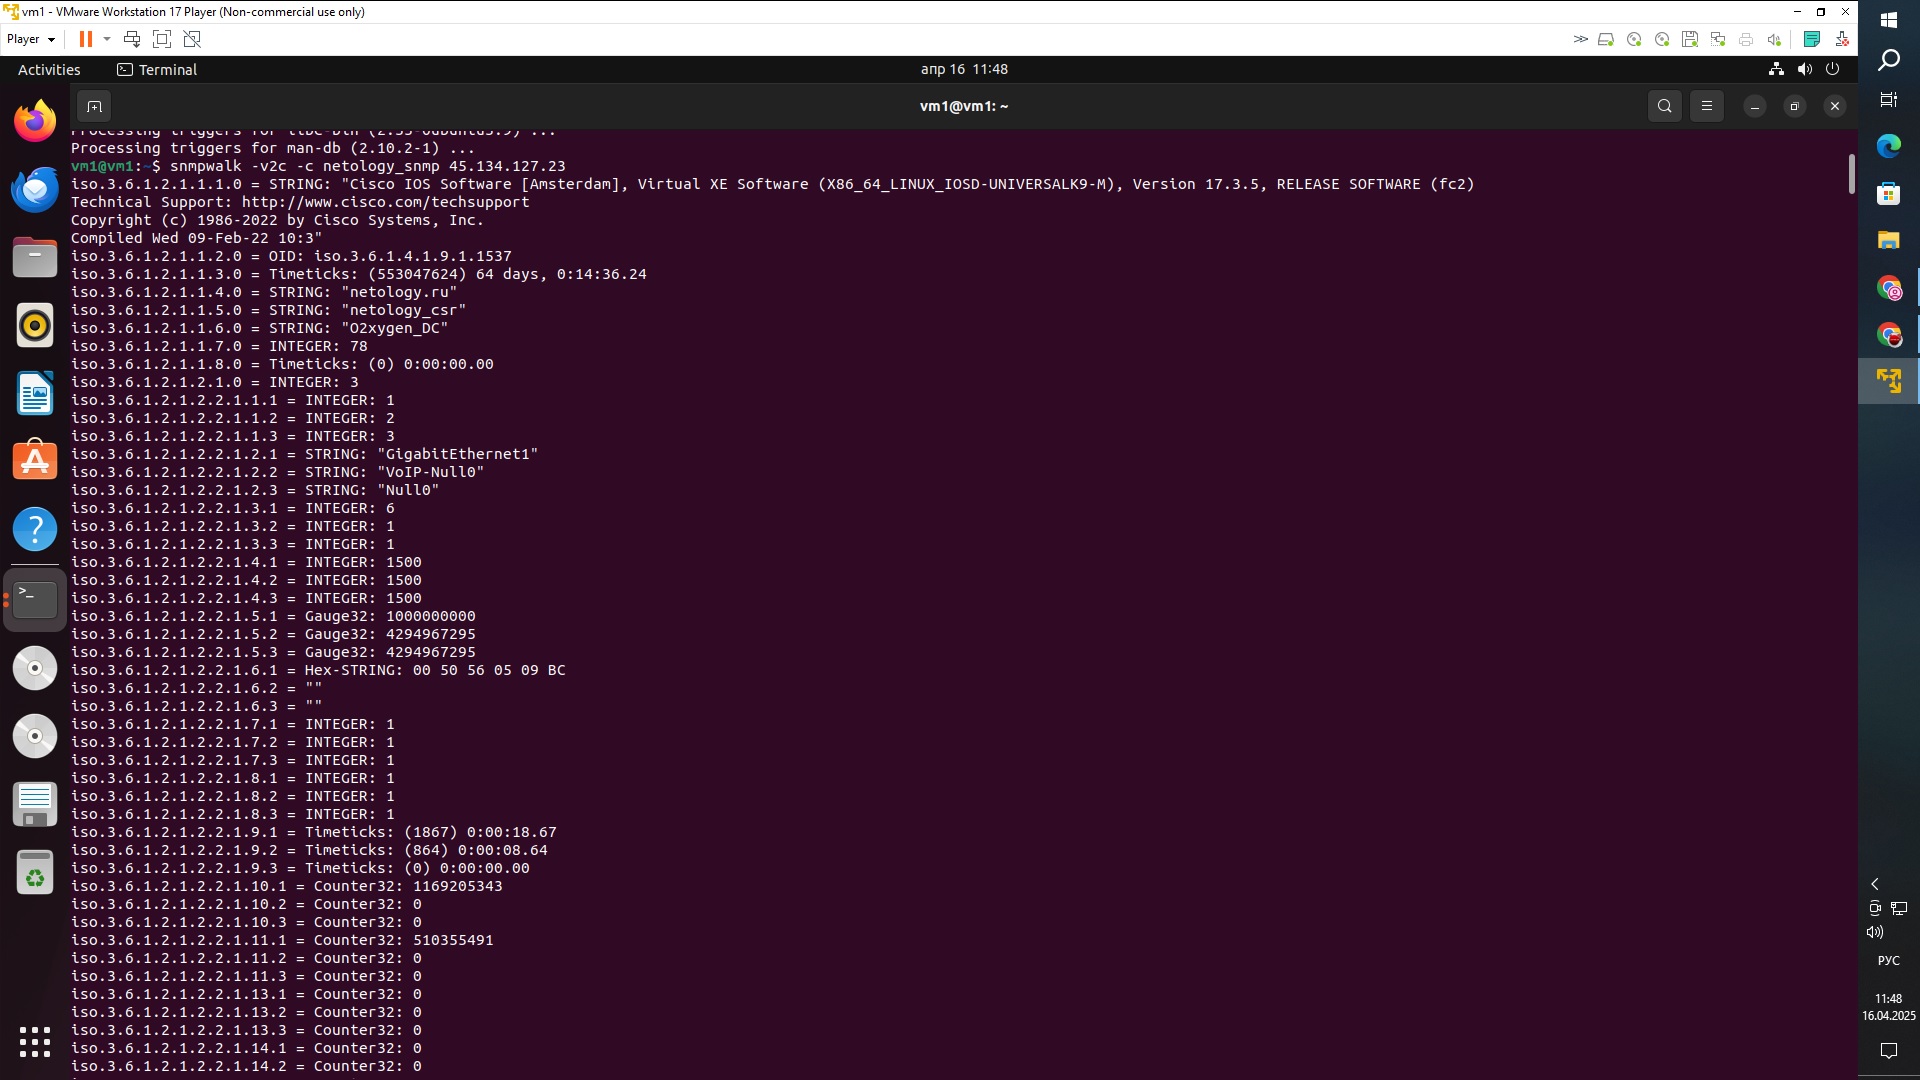 vm1 - VMware Workstation 17 Player (Non-commercial use only)
Player
Activities
Terminal
апр 16 11:48
vm1@vm1: ~
Processing triggers for libc-bin (2.35-0ubuntu3.9) ...
Processing triggers for man-db (2.10.2-1) ...
vm1@vm1:~$ snmpwalk -v2c -c netology_snmp 45.134.127.23
iso.3.6.1.2.1.1.1.0 = STRING: "Cisco IOS Software [Amsterdam], Virtual XE Software (X86_64_LINUX_IOSD-UNIVERSALK9-M), Version 17.3.5, RELEASE SOFTWARE (fc2)
Technical Support: http://www.cisco.com/techsupport
Copyright (c) 1986-2022 by Cisco Systems, Inc.
Compiled Wed 09-Feb-22 10:3"
iso.3.6.1.2.1.1.2.0 = OID: iso.3.6.1.4.1.9.1.1537
iso.3.6.1.2.1.1.3.0 = Timeticks: (553047624) 64 days, 0:14:36.24
iso.3.6.1.2.1.1.4.0 = STRING: "netology.ru"
iso.3.6.1.2.1.1.5.0 = STRING: "netology_csr"
iso.3.6.1.2.1.1.6.0 = STRING: "O2xygen_DC"
iso.3.6.1.2.1.1.7.0 = INTEGER: 78
iso.3.6.1.2.1.1.8.0 = Timeticks: (0) 0:00:00.00
iso.3.6.1.2.1.2.1.0 = INTEGER: 3
iso.3.6.1.2.1.2.2.1.1.1 = INTEGER: 1
iso.3.6.1.2.1.2.2.1.1.2 = INTEGER: 2
iso.3.6.1.2.1.2.2.1.1.3 = INTEGER: 3
iso.3.6.1.2.1.2.2.1.2.1 = STRING: "GigabitEthernet1"
iso.3.6.1.2.1.2.2.1.2.2 = STRING: "VoIP-Null0"
iso.3.6.1.2.1.2.2.1.2.3 = STRING: "Null0"
iso.3.6.1.2.1.2.2.1.3.1 = INTEGER: 6
iso.3.6.1.2.1.2.2.1.3.2 = INTEGER: 1
iso.3.6.1.2.1.2.2.1.3.3 = INTEGER: 1
iso.3.6.1.2.1.2.2.1.4.1 = INTEGER: 1500
iso.3.6.1.2.1.2.2.1.4.2 = INTEGER: 1500
iso.3.6.1.2.1.2.2.1.4.3 = INTEGER: 1500
iso.3.6.1.2.1.2.2.1.5.1 = Gauge32: 1000000000
iso.3.6.1.2.1.2.2.1.5.2 = Gauge32: 4294967295
iso.3.6.1.2.1.2.2.1.5.3 = Gauge32: 4294967295
iso.3.6.1.2.1.2.2.1.6.1 = Hex-STRING: 00 50 56 05 09 BC
iso.3.6.1.2.1.2.2.1.6.2 = ""
iso.3.6.1.2.1.2.2.1.6.3 = ""
iso.3.6.1.2.1.2.2.1.7.1 = INTEGER: 1
iso.3.6.1.2.1.2.2.1.7.2 = INTEGER: 1
iso.3.6.1.2.1.2.2.1.7.3 = INTEGER: 1
iso.3.6.1.2.1.2.2.1.8.1 = INTEGER: 1
iso.3.6.1.2.1.2.2.1.8.2 = INTEGER: 1
iso.3.6.1.2.1.2.2.1.8.3 = INTEGER: 1
iso.3.6.1.2.1.2.2.1.9.1 = Timeticks: (1867) 0:00:18.67
iso.3.6.1.2.1.2.2.1.9.2 = Timeticks: (864) 0:00:08.64
iso.3.6.1.2.1.2.2.1.9.3 = Timeticks: (0) 0:00:00.00
iso.3.6.1.2.1.2.2.1.10.1 = Counter32: 1169205343
iso.3.6.1.2.1.2.2.1.10.2 = Counter32: 0
iso.3.6.1.2.1.2.2.1.10.3 = Counter32: 0
iso.3.6.1.2.1.2.2.1.11.1 = Counter32: 510355491
iso.3.6.1.2.1.2.2.1.11.2 = Counter32: 0
iso.3.6.1.2.1.2.2.1.11.3 = Counter32: 0
iso.3.6.1.2.1.2.2.1.13.1 = Counter32: 0
iso.3.6.1.2.1.2.2.1.13.2 = Counter32: 0
iso.3.6.1.2.1.2.2.1.13.3 = Counter32: 0
iso.3.6.1.2.1.2.2.1.14.1 = Counter32: 0
iso.3.6.1.2.1.2.2.1.14.2 = Counter32: 0
РУС
11:48
16.04.2025